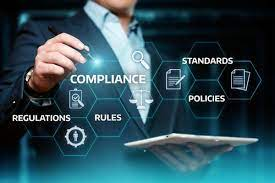 STANDARDS
COMPLIANCE
POLICIES
REGULATIONS
RULES